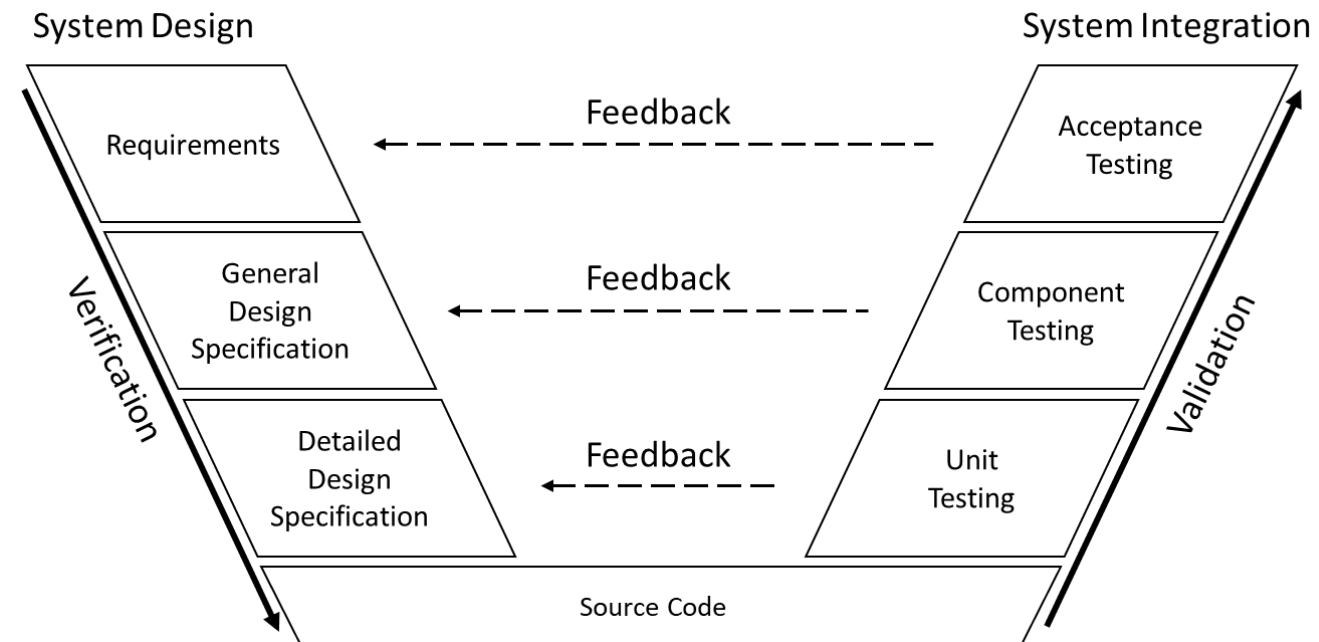 System Design
System Integration
Requirements
Feedback
Acceptance
Testing
General
Design
Specification
Feedback
Component
Testing
Verification
Validation
Detailed
Design
Specification
Feedback
Unit
Testing
Source Code